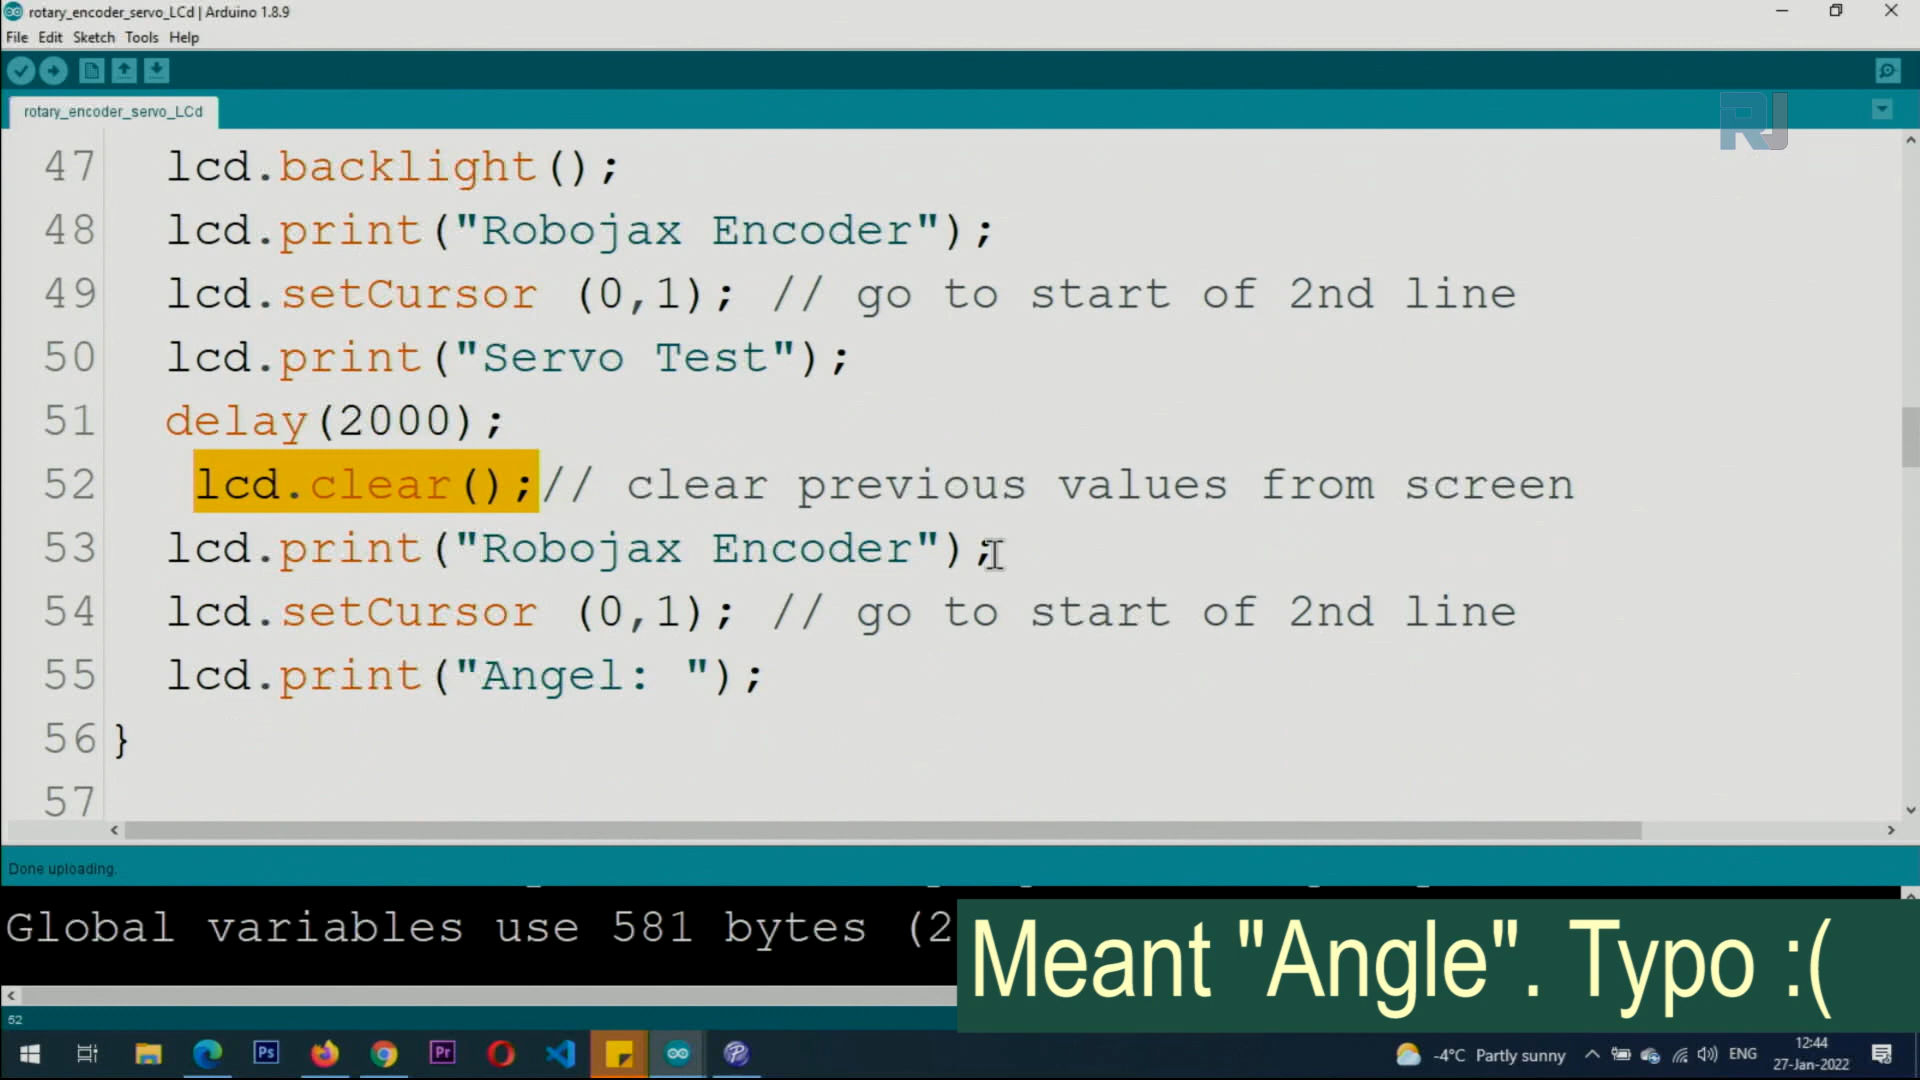 rotary_encoder_servo_LCd | Arduino 1.8.9
File Edit Sketch Tools Help
rotary_encoder_servo_LCd
RJ
47 lcd.backlight();
48 lcd.print("Robojax Encoder");
49 lcd.setCursor (0,1); // go to start of 2nd line
50 lcd.print("Servo Test");
51 delay(2000);
52 lcd.clear();// clear previous values from screen
53 lcd.print("Robojax Encoder");
54 lcd.setCursor (0,1); // go to start of 2nd line
55 lcd.print("Angel: ");
56 }
57
Done uploading.
Global variables use 581 bytes (2
Meant "Angle". Typo :(
52
Ps Pr
-4°C Partly sunny ENG
12:44
27-Jan-2022